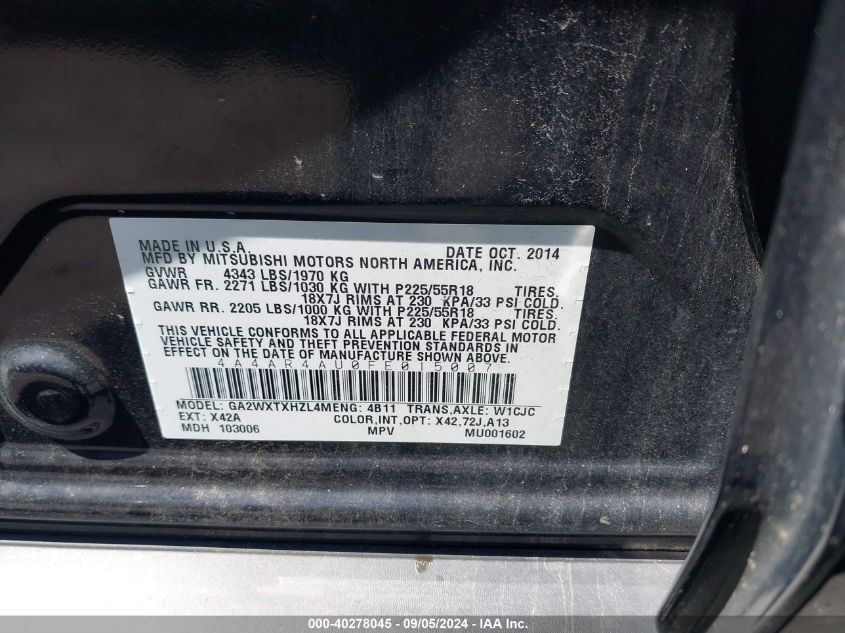 MADE IN U.S.A. DATE OCT. 2014
MFD BY MITSUBISHI MOTORS NORTH AMERICA, INC.
GVWR 4343 LBS/1970 KG
GAWR FR. 2271 LBS/1030 KG WITH P225/55R18 TIRES.
18X7J RIMS AT 230 KPA/33 PSI COLD.
GAWR RR. 2205 LBS/1000 KG WITH P225/55R18 TIRES.
18X7J RIMS AT 230 KPA/33 PSI COLD.
THIS VEHICLE CONFORMS TO ALL APPLICABLE FEDERAL MOTOR
VEHICLE SAFETY AND THEFT PREVENTION STANDARDS IN
EFFECT ON THE DATE OF MANUFACTURE SHOWN ABOVE.
4A4AR4AU0FE015007
MODEL: GA2WXTXHZL4MENG: 4B11 TRANS,AXLE: W1CJC
EXT: X42A COLOR,INT,OPT: X42,72J,A13
MDH 103006 MPV MU001602
000-40278045 - 09/05/2024 - IAA Inc.